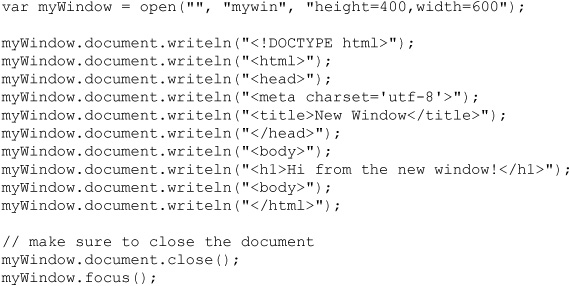 var myWindow = open("", "mywin", "height=400,width=600");
myWindow.document.writeln("<!DOCTYPE html>");
myWindow.document.writeln("<html>");
myWindow.document.writeln("<head>");
myWindow.document.writeln("<meta charset='utf-8'>");
myWindow.document.writeln("<title>New Window</title>");
myWindow.document.writeln("</head>");
myWindow.document.writeln("<body>");
myWindow.document.writeln("<h1>Hi from the new window!</h1>");
myWindow.document.writeln("<body>");
myWindow.document.writeln("</html>");
// make sure to close the document
myWindow.document.close();
myWindow.focus();